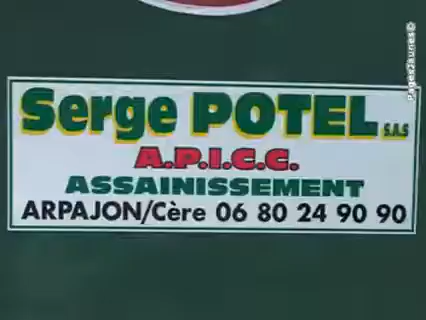 Serge POTEL S.A.S
A.P.I.C.C.
ASSAINISSEMENT
ARPAJON/Cère 06 80 24 90 90
PagesJaunes©